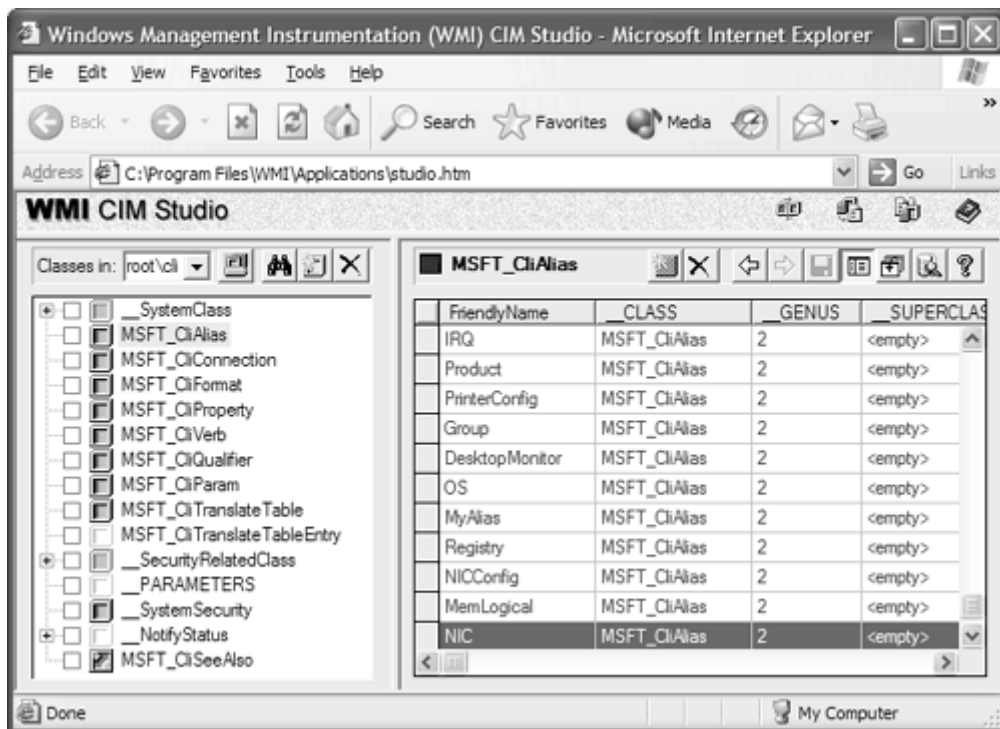 Windows Management Instrumentation (WMI) CIM Studio - Microsoft Internet Explorer
File Edit View Favorites Tools Help
Back Search Favorites Media »
Address C:\Program Files\WMI\Applications\studio.htm Go Links
WMI CIM Studio
Classes in: root\cli
MSFT_CliAlias
__SystemClass
MSFT_CliAlias
MSFT_CliConnection
MSFT_CliFormat
MSFT_CliProperty
MSFT_CliVerb
MSFT_CliQualifier
MSFT_CliParam
MSFT_CliTranslateTable
MSFT_CliTranslateTableEntry
__SecurityRelatedClass
__PARAMETERS
__SystemSecurity
__NotifyStatus
MSFT_CliSeeAlso
FriendlyName __CLASS __GENUS __SUPERCLAS
IRQ MSFT_CliAlias 2 <empty>
Product MSFT_CliAlias 2 <empty>
PrinterConfig MSFT_CliAlias 2 <empty>
Group MSFT_CliAlias 2 <empty>
DesktopMonitor MSFT_CliAlias 2 <empty>
OS MSFT_CliAlias 2 <empty>
MyAlias MSFT_CliAlias 2 <empty>
Registry MSFT_CliAlias 2 <empty>
NICConfig MSFT_CliAlias 2 <empty>
MemLogical MSFT_CliAlias 2 <empty>
NIC MSFT_CliAlias 2 <empty>
Done My Computer